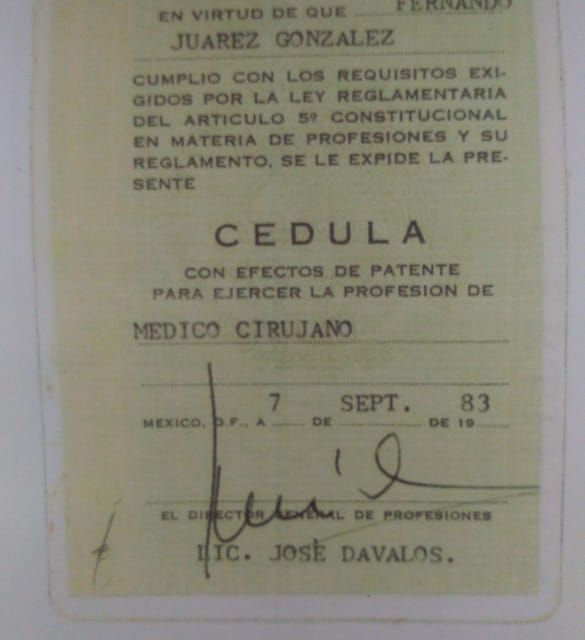 EN VIRTUD DE QUE FERNANDO
JUAREZ GONZALEZ
CUMPLIO CON LOS REQUISITOS EXI-
GIDOS POR LA LEY REGLAMENTARIA
DEL ARTICULO 5º CONSTITUCIONAL
EN MATERIA DE PROFESIONES Y SU
REGLAMENTO, SE LE EXPIDE LA PRE-
SENTE
CEDULA
CON EFECTOS DE PATENTE
PARA EJERCER LA PROFESION DE
MEDICO CIRUJANO
MEXICO, D.F., A 7 DE SEPT. DE 1983
EL DIRECTOR GENERAL DE PROFESIONES
LIC. JOSE DAVALOS.